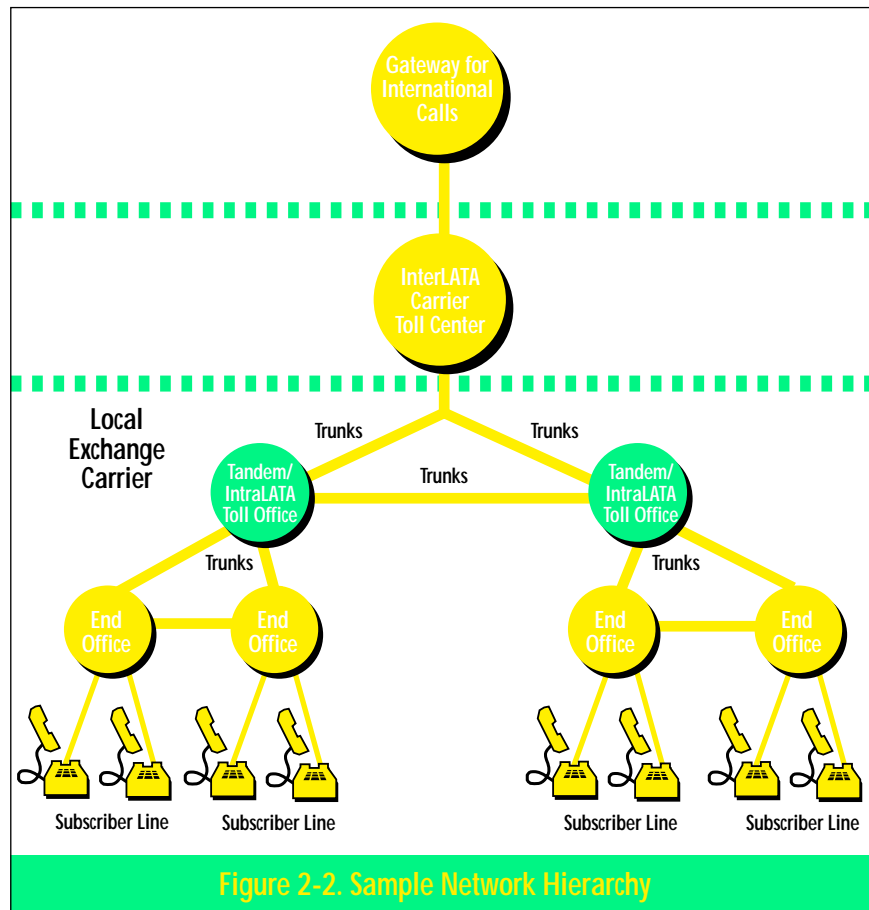 Gateway for
International
Calls
InterLATA
Carrier
Toll Center
Local
Exchange
Carrier
Trunks
Trunks
Trunks
Tandem/
IntraLATA
Toll Office
Tandem/
IntraLATA
Toll Office
Trunks
Trunks
End
Office
End
Office
End
Office
End
Office
Subscriber Line
Subscriber Line
Subscriber Line
Subscriber Line
Figure 2-2. Sample Network Hierarchy